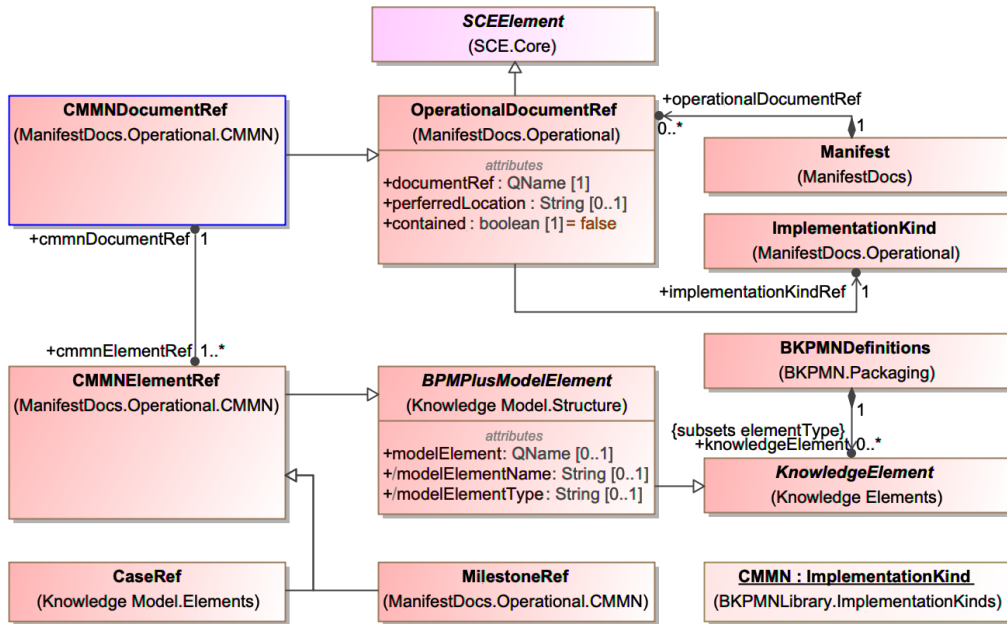 SCEElement
(SCE.Core)
CMMNDocumentRef
(ManifestDocs.Operational.CMMN)
OperationalDocumentRef
(ManifestDocs.Operational)
attributes
+documentRef : QName [1]
+perferredLocation : String [0..1]
+contained : boolean [1] = false
+operationalDocumentRef
0..*
1
Manifest
(ManifestDocs)
ImplementationKind
(ManifestDocs.Operational)
+implementationKindRef
1
+cmmnDocumentRef
1
+cmmnElementRef
1..*
CMMNElementRef
(ManifestDocs.Operational.CMMN)
BPMPlusModelElement
(Knowledge Model.Structure)
attributes
+modelElement: QName [0..1]
+/modelElementName: String [0..1]
+/modelElementType: String [0..1]
BKPMNDefinitions
(BKPMN.Packaging)
1
{subsets elementType}
+knowledgeElement
0..*
KnowledgeElement
(Knowledge Elements)
CaseRef
(Knowledge Model.Elements)
MilestoneRef
(ManifestDocs.Operational.CMMN)
CMMN : ImplementationKind
(BKPMNLibrary.ImplementationKinds)